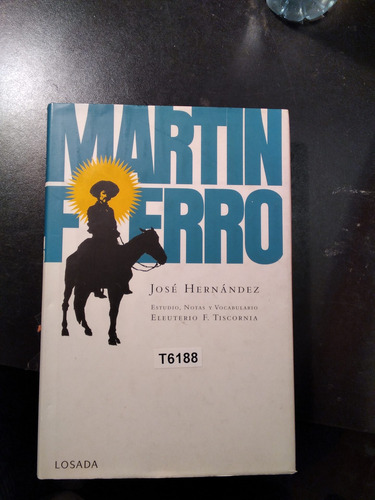 MARTIN
FIERRO
JOSÉ HERNÁNDEZ
ESTUDIO, NOTAS Y VOCABULARIO
ELEUTERIO F. TISCORNIA
T6188
LOSADA